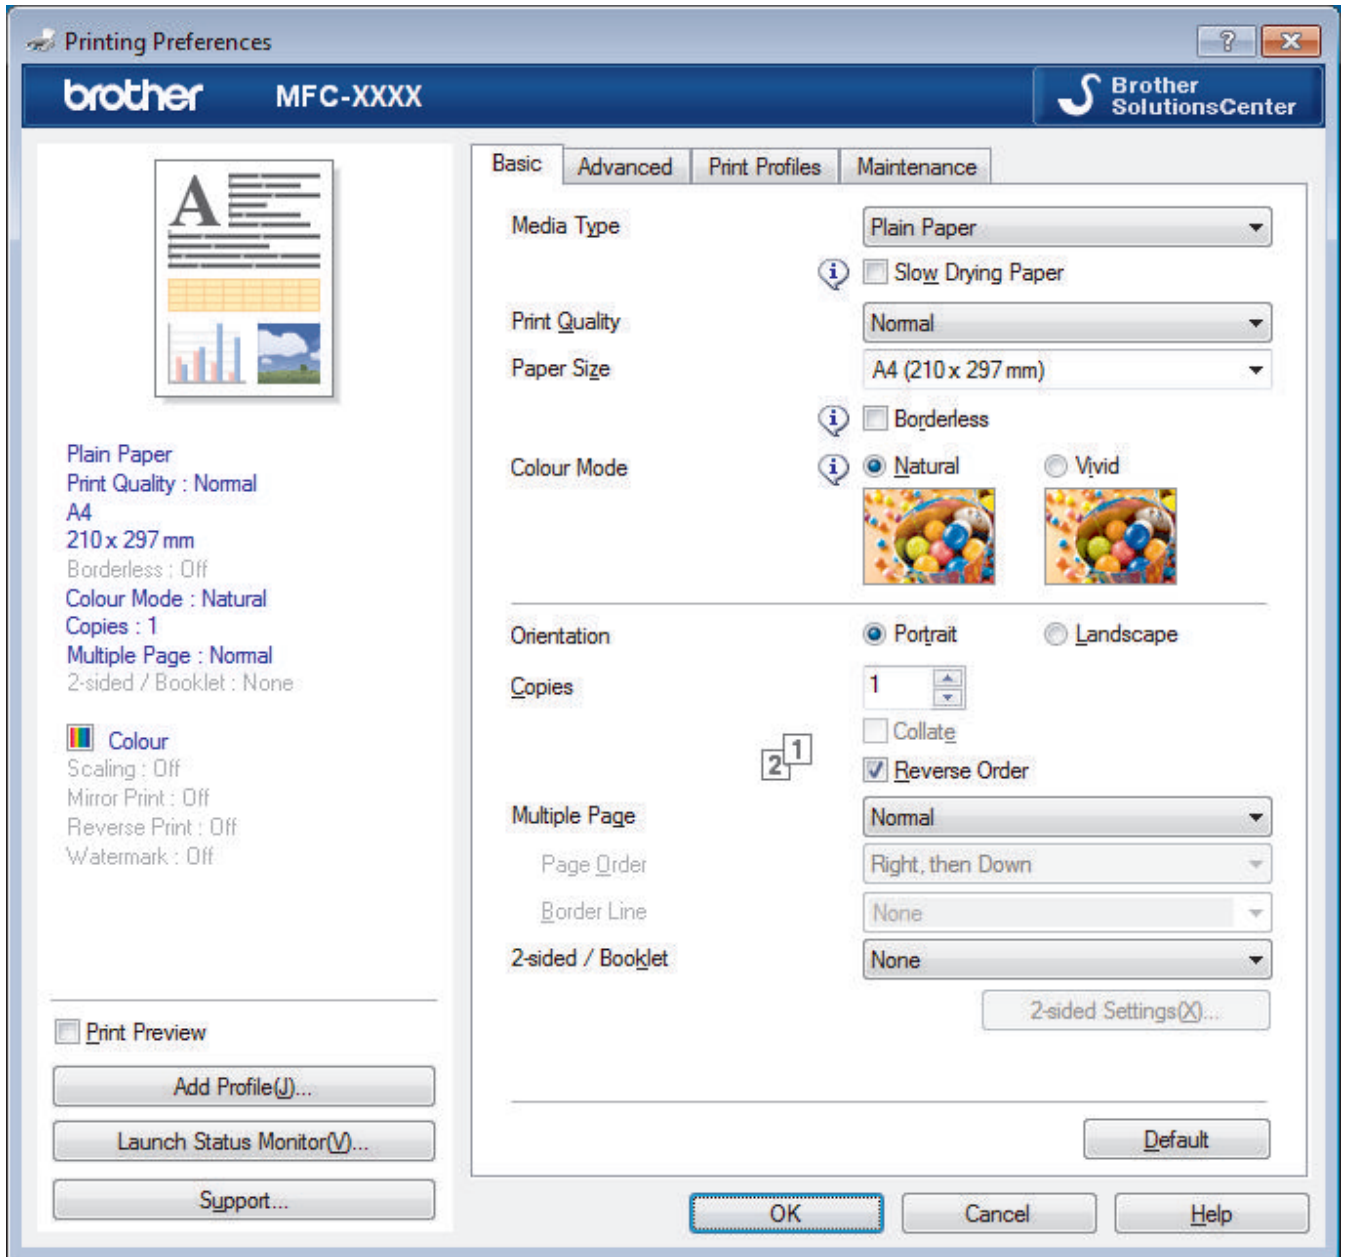 Printing Preferences
brother MFC-XXXX
Brother
SolutionsCenter
A
Plain Paper
Print Quality : Normal
A4
210 x 297 mm
Borderless : Off
Colour Mode : Natural
Copies : 1
Multiple Page : Normal
2-sided / Booklet : None
Colour
Scaling : Off
Mirror Print : Off
Reverse Print : Off
Watermark : Off
Print Preview
Add Profile(J)...
Launch Status Monitor(V)...
Support...
Basic Advanced Print Profiles Maintenance
Media Type Plain Paper
Slow Drying Paper
Print Quality Normal
Paper Size A4 (210 x 297 mm)
Borderless
Colour Mode Natural Vivid
Orientation Portrait Landscape
Copies 1
Collate
2 1 Reverse Order
Multiple Page Normal
Page Order Right, then Down
Border Line None
2-sided / Booklet None
2-sided Settings(X)...
Default
OK Cancel Help